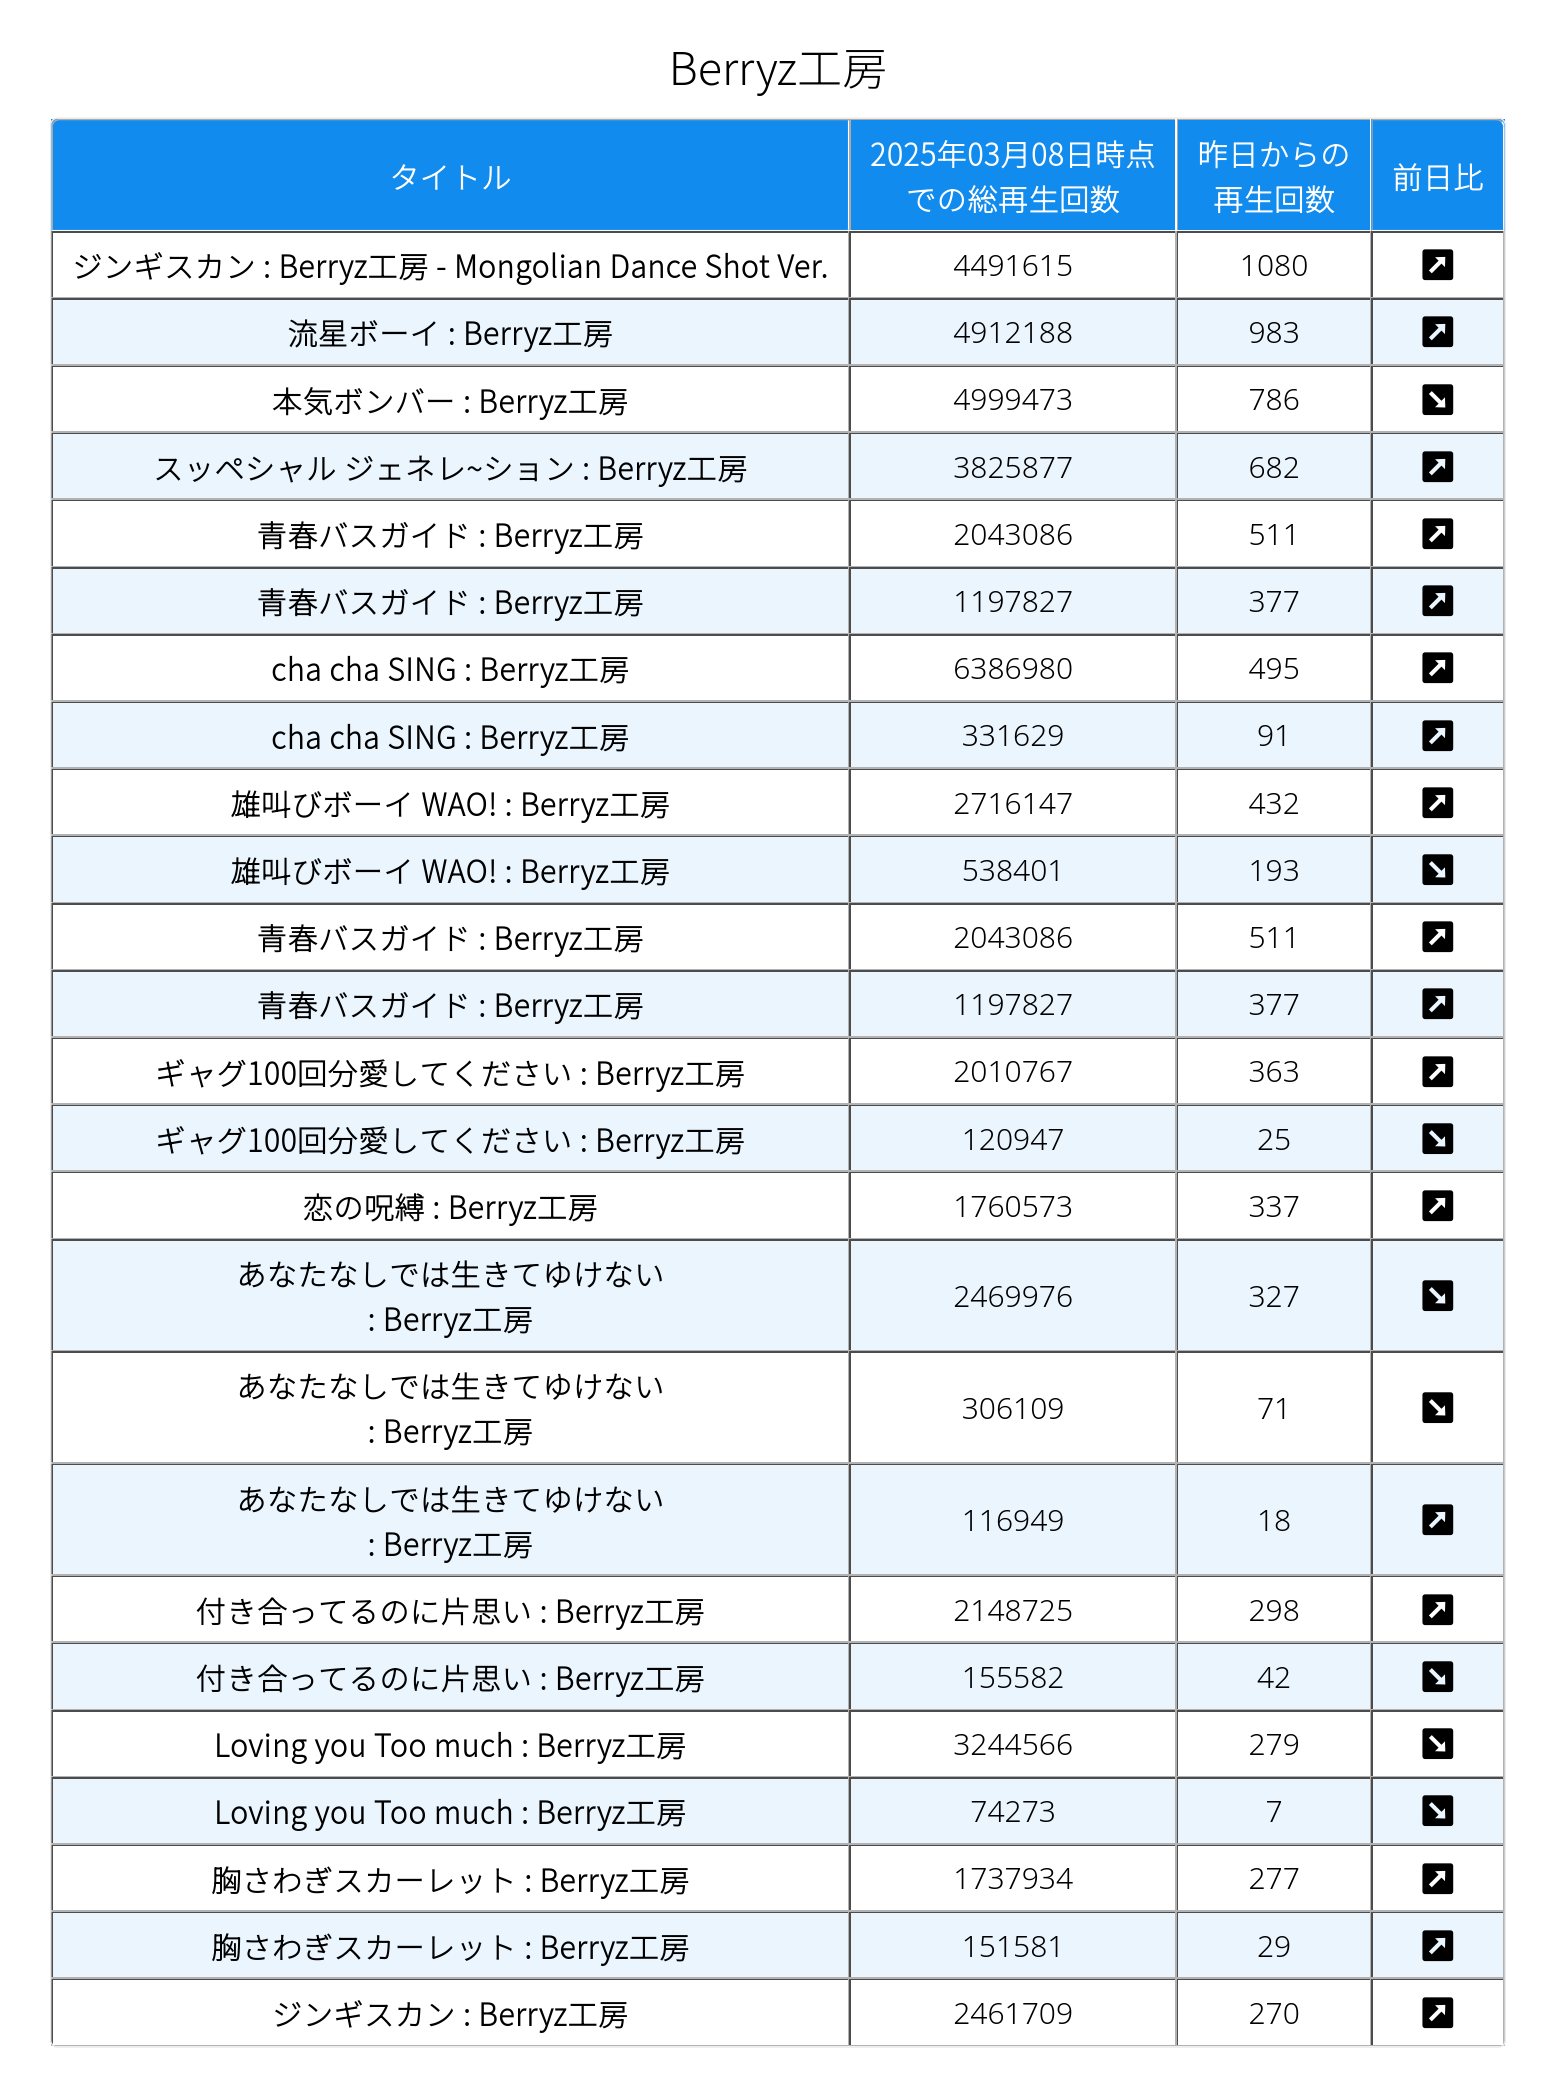 Berryz工房
タイトル 2025年03月08日時点 昨日からの 前日比
での総再生回数 再生回数
ジンギスカン : Berryz工房 - Mongolian Dance Shot Ver. 4491615 1080 ↗
流星ボーイ : Berryz工房 4912188 983 ↗
本気ボンバー : Berryz工房 4999473 786 ↘
スッペシャル ジェネレ~ション : Berryz工房 3825877 682 ↗
青春バスガイド : Berryz工房 2043086 511 ↗
青春バスガイド : Berryz工房 1197827 377 ↗
cha cha SING : Berryz工房 6386980 495 ↗
cha cha SING : Berryz工房 331629 91 ↗
雄叫びボーイ WAO! : Berryz工房 2716147 432 ↗
雄叫びボーイ WAO! : Berryz工房 538401 193 ↘
青春バスガイド : Berryz工房 2043086 511 ↗
青春バスガイド : Berryz工房 1197827 377 ↗
ギャグ100回分愛してください : Berryz工房 2010767 363 ↗
ギャグ100回分愛してください : Berryz工房 120947 25 ↘
恋の呪縛 : Berryz工房 1760573 337 ↗
あなたなしでは生きてゆけない
: Berryz工房 2469976 327 ↘
あなたなしでは生きてゆけない
: Berryz工房 306109 71 ↘
あなたなしでは生きてゆけない
: Berryz工房 116949 18 ↗
付き合ってるのに片思い : Berryz工房 2148725 298 ↗
付き合ってるのに片思い : Berryz工房 155582 42 ↘
Loving you Too much : Berryz工房 3244566 279 ↘
Loving you Too much : Berryz工房 74273 7 ↘
胸さわぎスカーレット : Berryz工房 1737934 277 ↗
胸さわぎスカーレット : Berryz工房 151581 29 ↗
ジンギスカン : Berryz工房 2461709 270 ↗